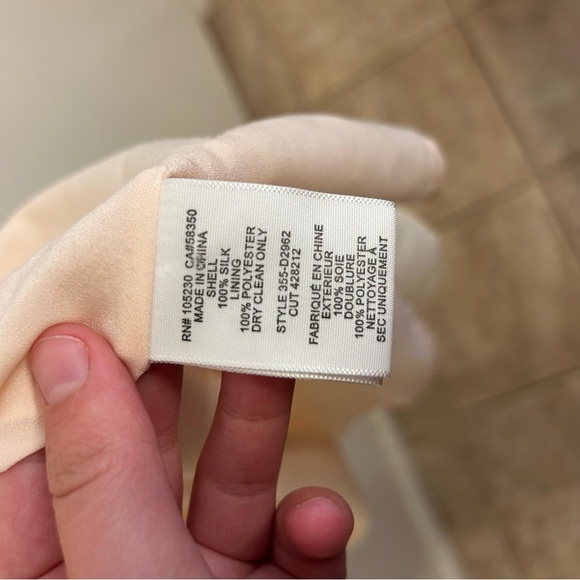 RN# 105230 CA#58350
MADE IN CHINA
SHELL
100% SILK
LINING
100% POLYESTER
DRY CLEAN ONLY
STYLE 355-D2962
CUT 428212
FABRIQUÉ EN CHINE
EXTERIEUR
100% SOIE
DOUBLURE
100% POLYESTER
NETTOYAGE À
SEC UNIQUEMENT